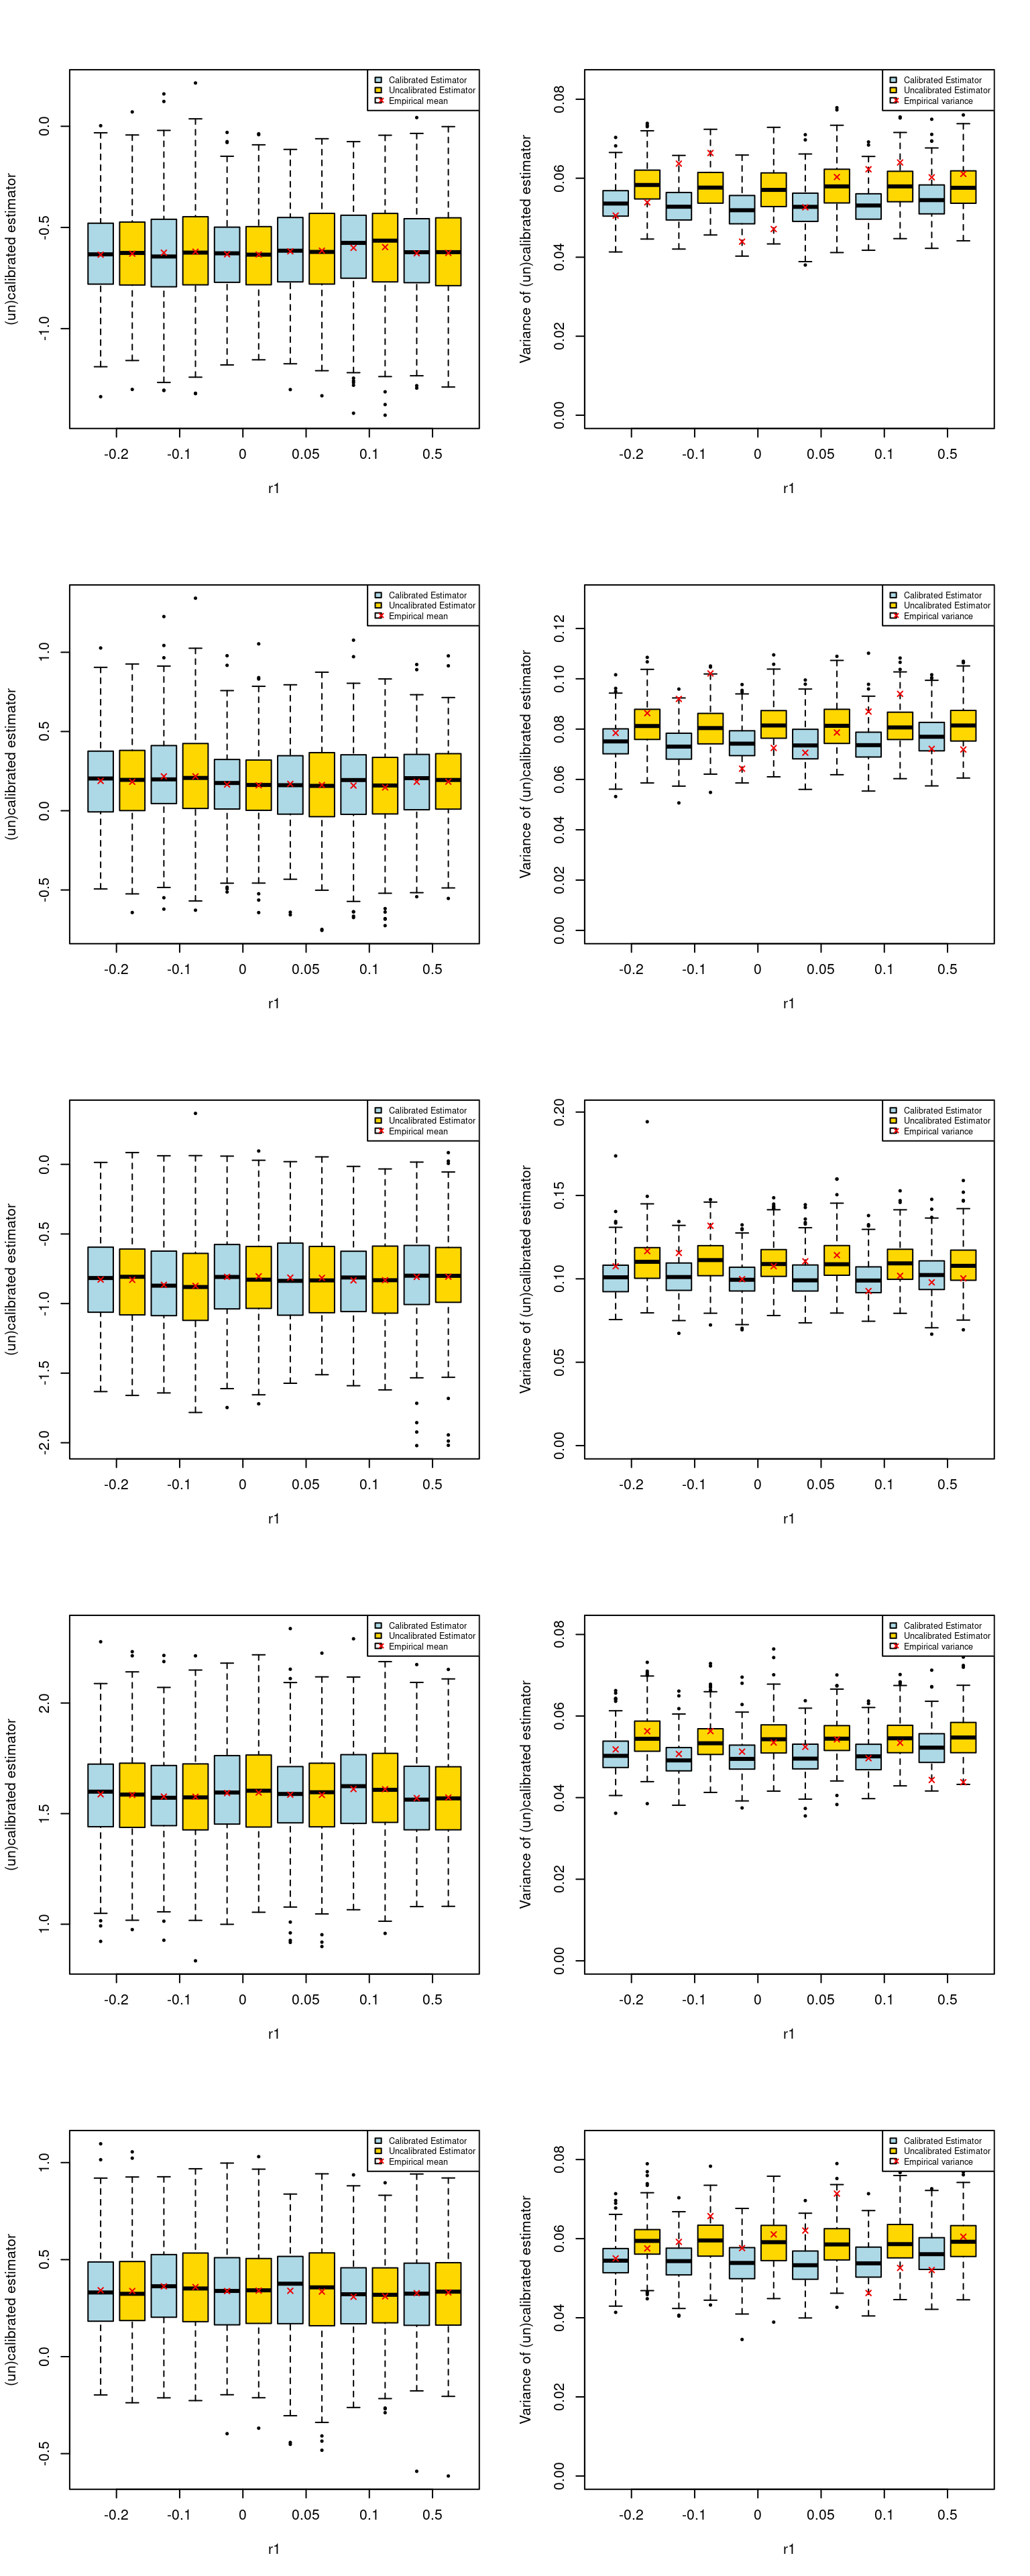 Calibrated Estimator
Uncalibrated Estimator
Empirical mean
(un)calibrated estimator
0.0
-0.5
-1.0
-0.2 -0.1 0 0.05 0.1 0.5
r1
Calibrated Estimator
Uncalibrated Estimator
Empirical variance
Variance of (un)calibrated estimator
0.08
0.06
0.04
0.02
0.00
-0.2 -0.1 0 0.05 0.1 0.5
r1
Calibrated Estimator
Uncalibrated Estimator
Empirical mean
(un)calibrated estimator
1.0
0.5
0.0
-0.5
-0.2 -0.1 0 0.05 0.1 0.5
r1
Calibrated Estimator
Uncalibrated Estimator
Empirical variance
Variance of (un)calibrated estimator
0.12
0.10
0.08
0.06
0.04
0.02
0.00
-0.2 -0.1 0 0.05 0.1 0.5
r1
Calibrated Estimator
Uncalibrated Estimator
Empirical mean
(un)calibrated estimator
0.0
-0.5
-1.0
-1.5
-2.0
-0.2 -0.1 0 0.05 0.1 0.5
r1
Calibrated Estimator
Uncalibrated Estimator
Empirical variance
Variance of (un)calibrated estimator
0.20
0.15
0.10
0.05
0.00
-0.2 -0.1 0 0.05 0.1 0.5
r1
Calibrated Estimator
Uncalibrated Estimator
Empirical mean
(un)calibrated estimator
2.0
1.5
1.0
-0.2 -0.1 0 0.05 0.1 0.5
r1
Calibrated Estimator
Uncalibrated Estimator
Empirical variance
Variance of (un)calibrated estimator
0.08
0.06
0.04
0.02
0.00
-0.2 -0.1 0 0.05 0.1 0.5
r1
Calibrated Estimator
Uncalibrated Estimator
Empirical mean
(un)calibrated estimator
1.0
0.5
0.0
-0.5
-0.2 -0.1 0 0.05 0.1 0.5
r1
Calibrated Estimator
Uncalibrated Estimator
Empirical variance
Variance of (un)calibrated estimator
0.08
0.06
0.04
0.02
0.00
-0.2 -0.1 0 0.05 0.1 0.5
r1